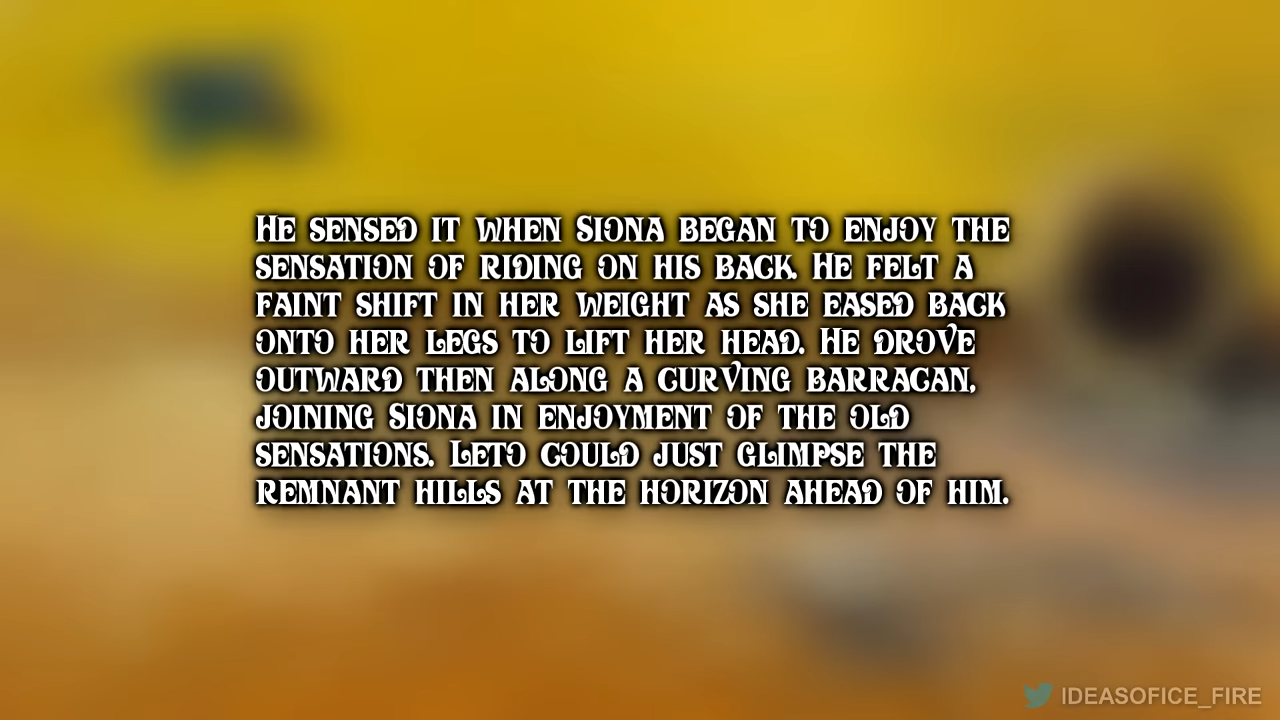 He sensed it when Siona began to enjoy the
sensation of riding on his back. He felt a
faint shift in her weight as she eased back
onto her legs to lift her head. He drove
outward then along a curving barracan,
joining Siona in enjoyment of the old
sensations. Leto could just glimpse the
remnant hills at the horizon ahead of him.
IDEASOFICE_FIRE